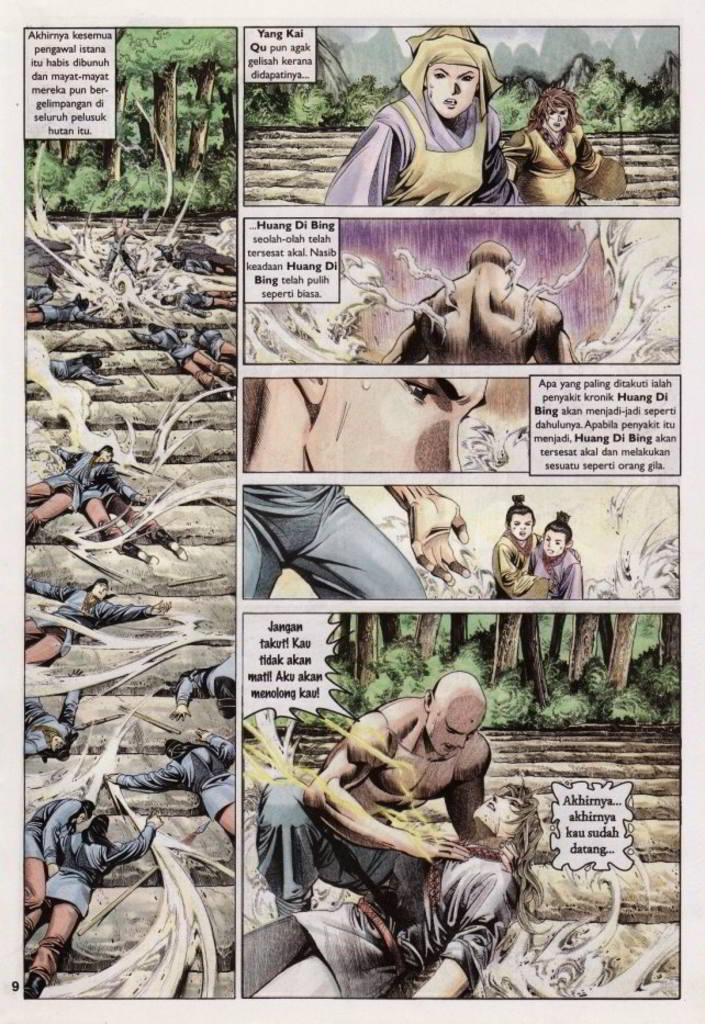 Akhirnya kesemua
pengawal istana
itu habis dibunuh
dan mayat-mayat
mereka pun ber-
gelimpangan di
seluruh pelusuk
hutan itu.
Yang Kai
Qu pun agak
gelisah kerana
didapatinya...
...Huang Di Bing
seolah-olah telah
tersesat akal. Nasib
keadaan Huang Di
Bing telah pulih
seperti biasa.
Apa yang paling ditakuti ialah
penyakit kronik Huang Di
Bing akan menjadi-jadi seperti
dahulunya. Apabila penyakit itu
menjadi, Huang Di Bing akan
tersesat akal dan melakukan
sesuatu seperti orang gila.
Jangan
takut! Kau
tidak akan
mati! Aku akan
menolong kau!
Akhirnya...
akhirnya
kau sudah
datang...
9